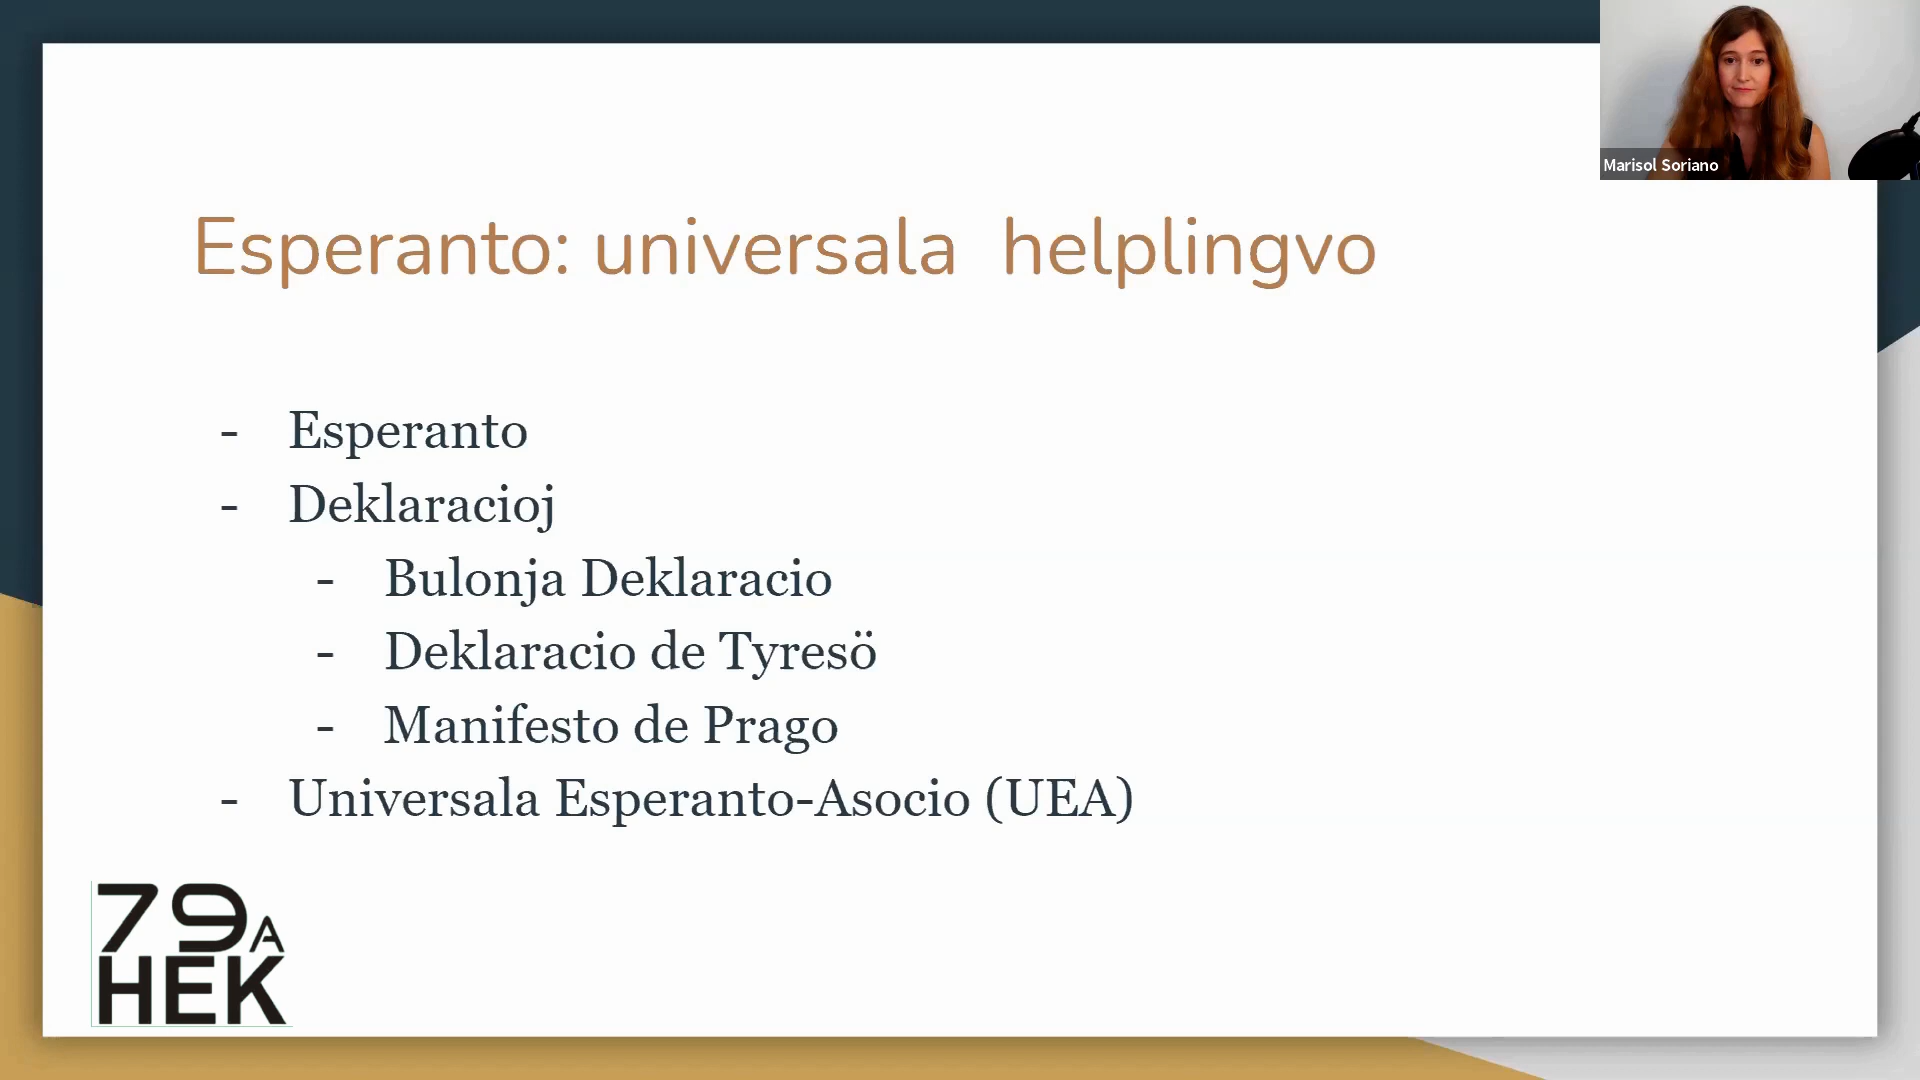 Marisol Soriano
Esperanto: universala helplingvo
- Esperanto
- Deklaracioj
- Bulonja Deklaracio
- Deklaracio de Tyresö
- Manifesto de Prago
- Universala Esperanto-Asocio (UEA)
79A
HEK